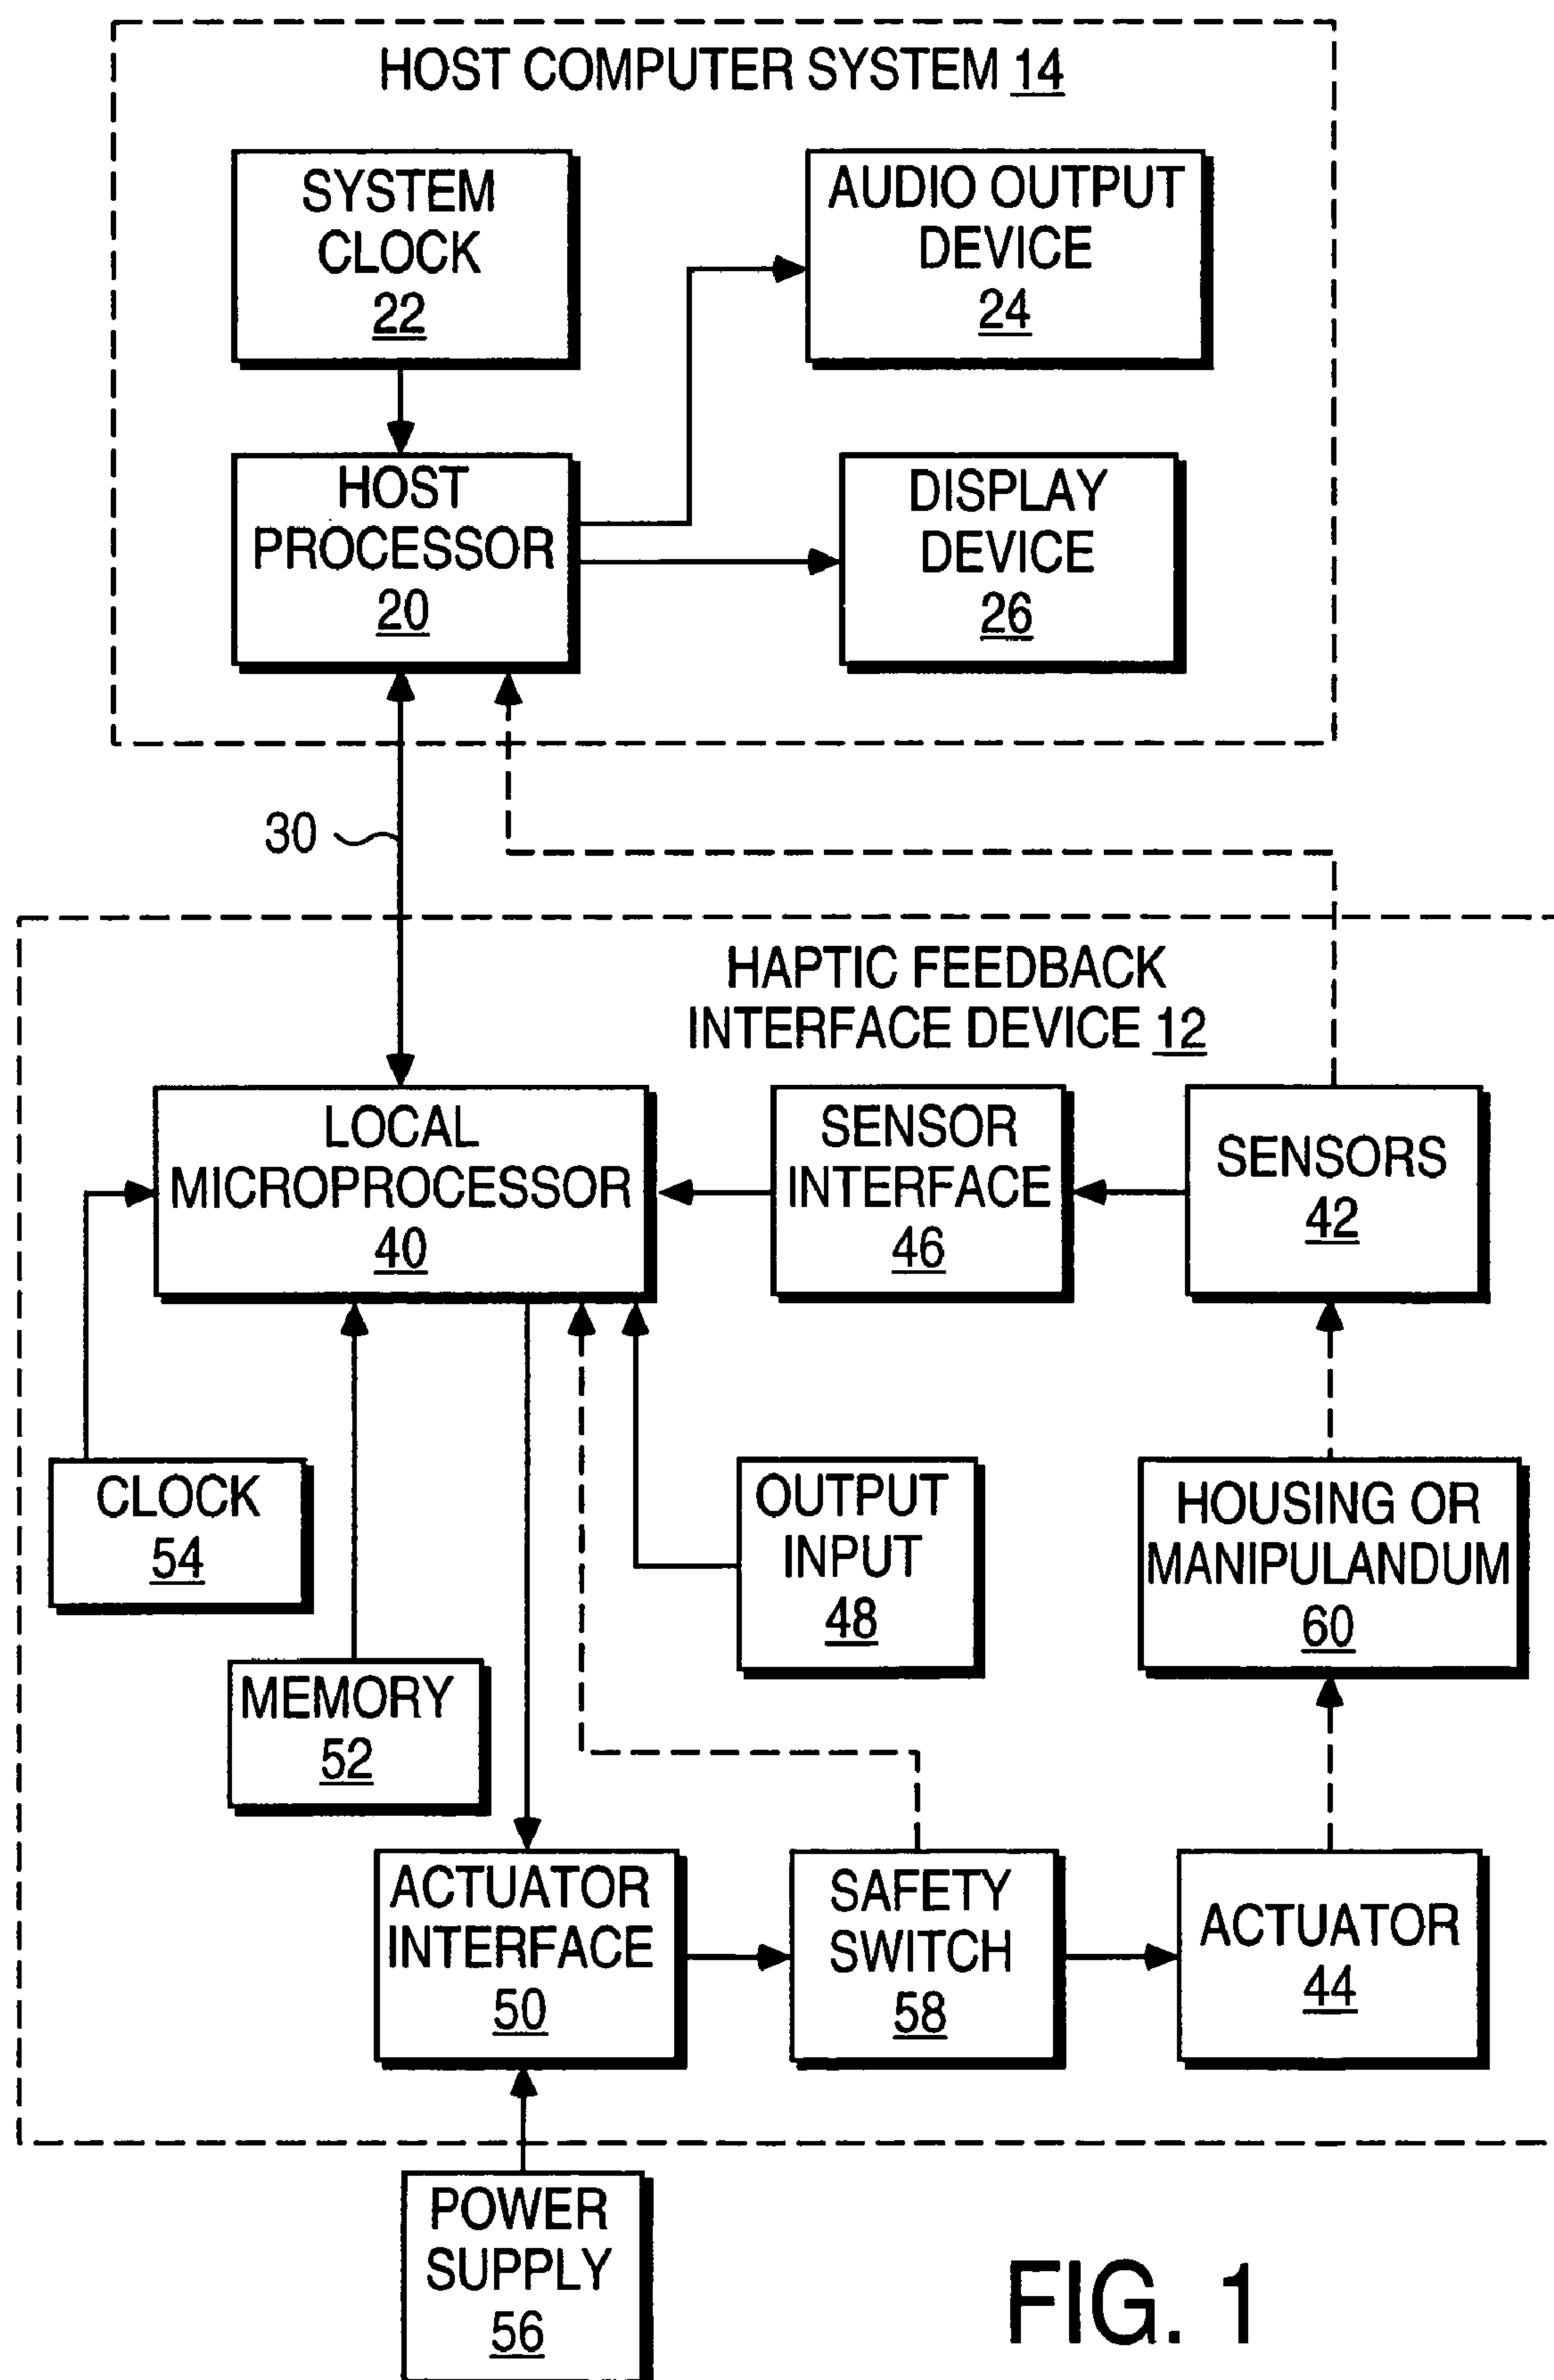 HOST COMPUTER SYSTEM 14
SYSTEM
CLOCK
22
AUDIO OUTPUT
DEVICE
24
HOST
PROCESSOR
20
DISPLAY
DEVICE
26
30
HAPTIC FEEDBACK
INTERFACE DEVICE 12
LOCAL
MICROPROCESSOR
40
SENSOR
INTERFACE
46
SENSORS
42
CLOCK
54
OUTPUT
INPUT
48
HOUSING OR
MANIPULANDUM
60
MEMORY
52
ACTUATOR
INTERFACE
50
SAFETY
SWITCH
58
ACTUATOR
44
POWER
SUPPLY
56
FIG. 1